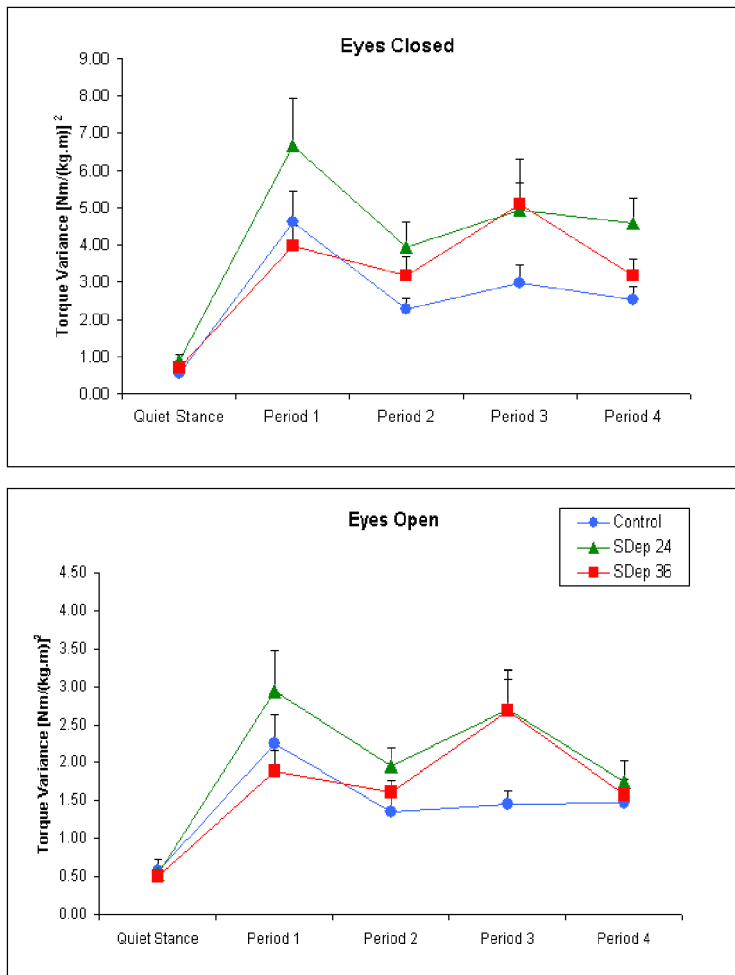 Eyes Closed
Torque Variance [Nm/(kg.m)]²
9.00
8.00
7.00
6.00
5.00
4.00
3.00
2.00
1.00
0.00
Quiet Stance Period 1 Period 2 Period 3 Period 4
Eyes Open
Control
SDep 24
SDep 36
Torque Variance [Nm/(kg.m)]²
4.50
4.00
3.50
3.00
2.50
2.00
1.50
1.00
0.50
0.00
Quiet Stance Period 1 Period 2 Period 3 Period 4